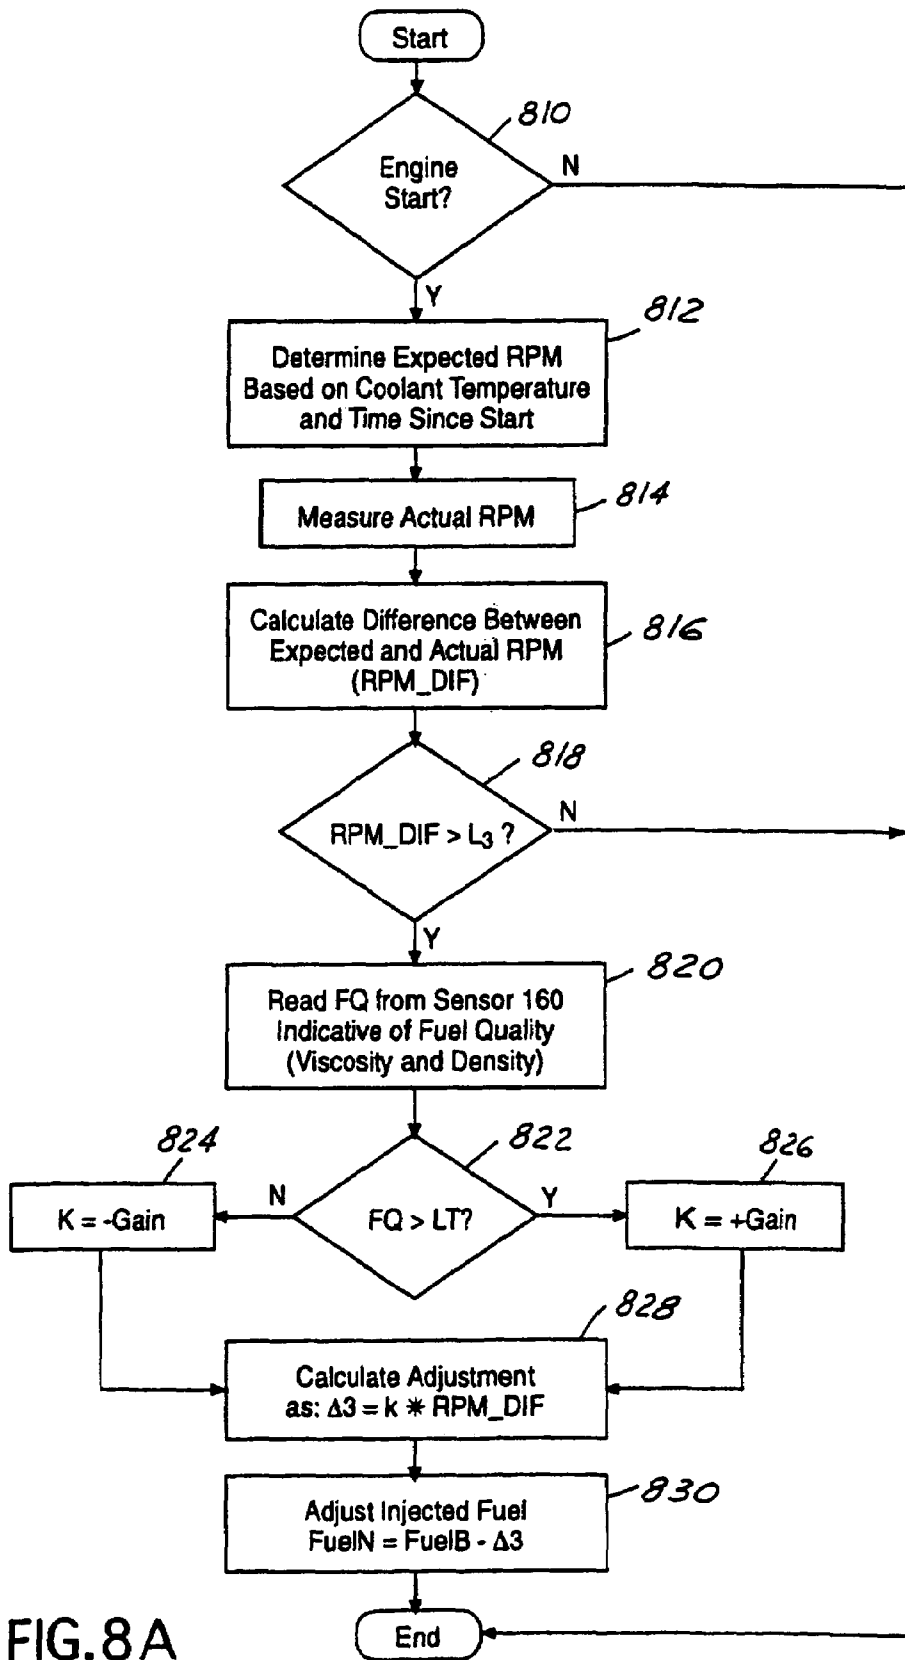 Start
810
Engine
Start?
N
Y
812
Determine Expected RPM
Based on Coolant Temperature
and Time Since Start
814
Measure Actual RPM
Calculate Difference Between
Expected and Actual RPM
(RPM_DIF)
816
818
RPM_DIF > L3 ?
N
Y
820
Read FQ from Sensor 160
Indicative of Fuel Quality
(Viscosity and Density)
824
822
826
K = -Gain
N
FQ > LT?
Y
K = +Gain
828
Calculate Adjustment
as: Δ3 = k * RPM_DIF
830
Adjust Injected Fuel
FuelN = FuelB - Δ3
End
FIG.8A